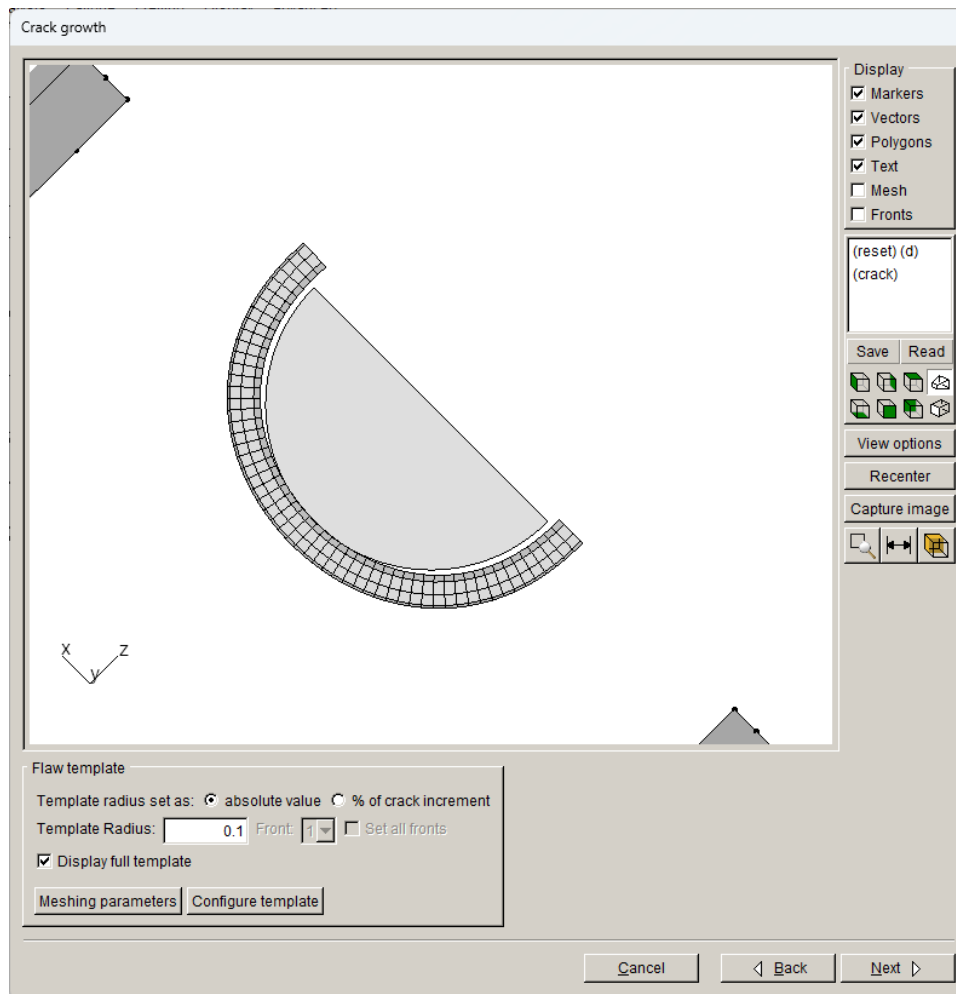 Crack growth
Display
Markers
Vectors
Polygons
Text
Mesh
Fronts
(reset) (d)
(crack)
Save Read
View options
Recenter
Capture image
X
y
Z
Flaw template
Template radius set as: absolute value % of crack increment
Template Radius: 0.1 Front: 1 Set all fronts
Display full template
Meshing parameters Configure template
Cancel Back Next